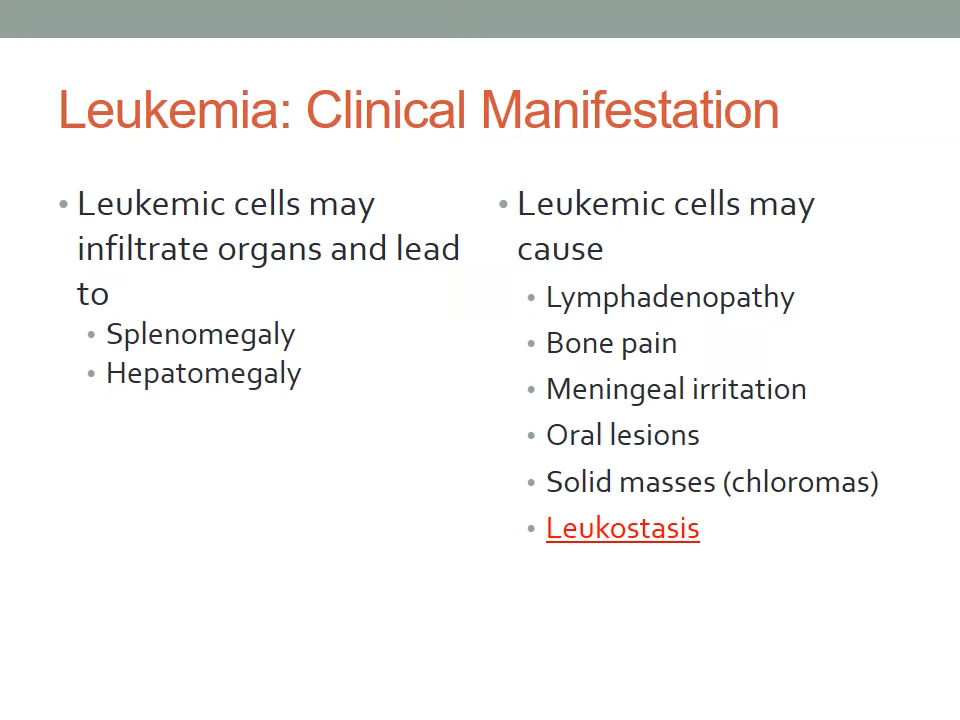 Leukemia: Clinical Manifestation
• Leukemic cells may
infiltrate organs and lead
to
• Splenomegaly
• Hepatomegaly
• Leukemic cells may
cause
• Lymphadenopathy
• Bone pain
• Meningeal irritation
• Oral lesions
• Solid masses (chloromas)
• Leukostasis